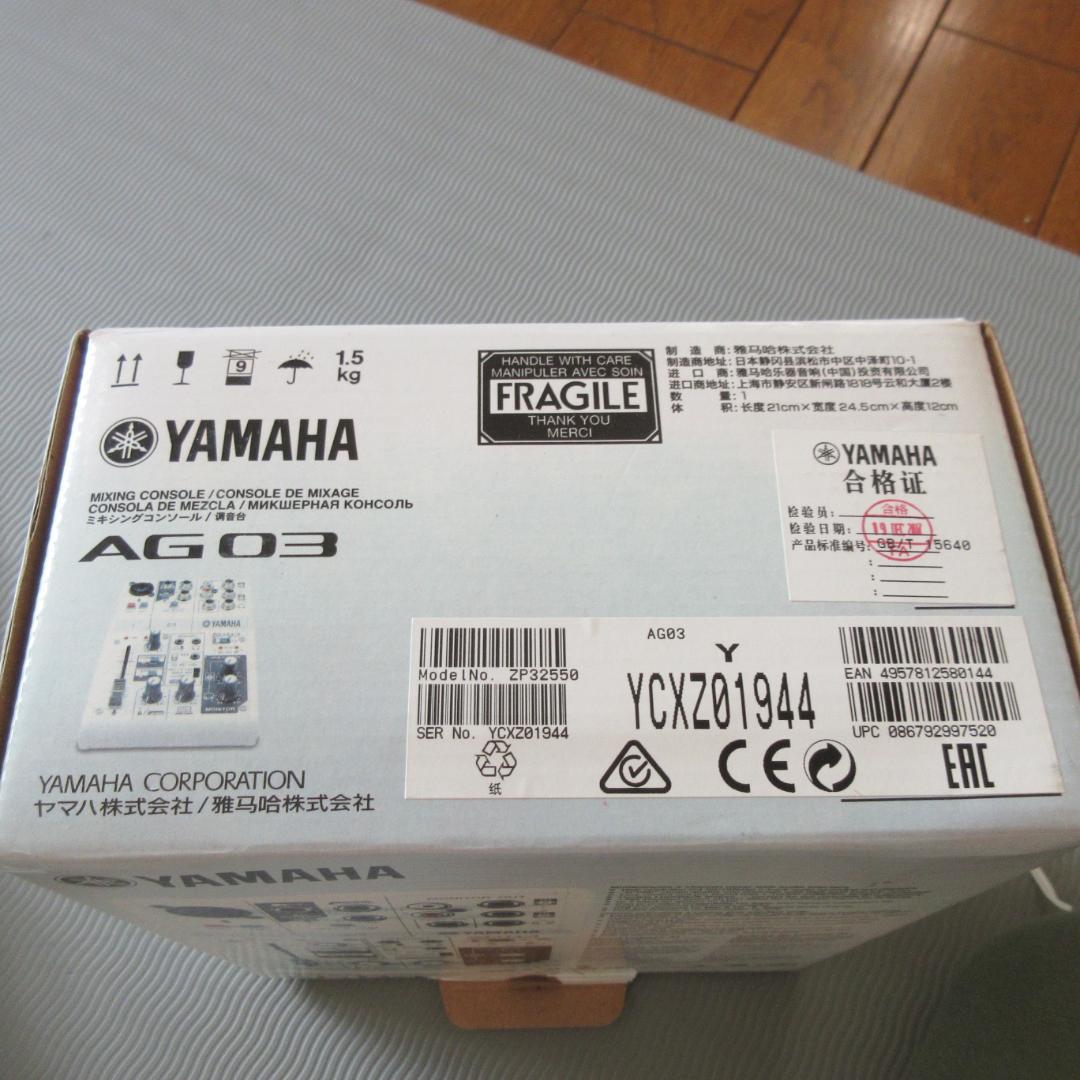 9
1.5
kg
YAMAHA
MIXING CONSOLE / CONSOLE DE MIXAGE
CONSOLA DE MEZCLA / МИКШЕРНАЯ КОНСОЛЬ
ミキシングコンソール / 调音台
AG03
YAMAHA
YAMAHA CORPORATION
ヤマハ株式会社 / 雅马哈株式会社
HANDLE WITH CARE
MANIPULER AVEC SOIN
FRAGILE
THANK YOU
MERCI
制 造 商: 雅马哈株式会社
制造商地址: 日本静冈县滨松市中区中泽町10-1
进 口 商: 雅马哈乐器音响(中国)投资有限公司
进口商地址: 上海市静安区新闸路1818号云和大厦2楼
数 量: 1
体 积: 长度21cm×宽度24.5cm×高度12cm
YAMAHA
合格证
检验员:
合格
检验日期:
产品标准编号: GB/T 15640
AG03
Y
YCXZ01944
ModelNo. ZP32550
SER No. YCXZ01944
EAN 4957812580144
UPC 086792997520
纸
CE
EAC
YAMAHA